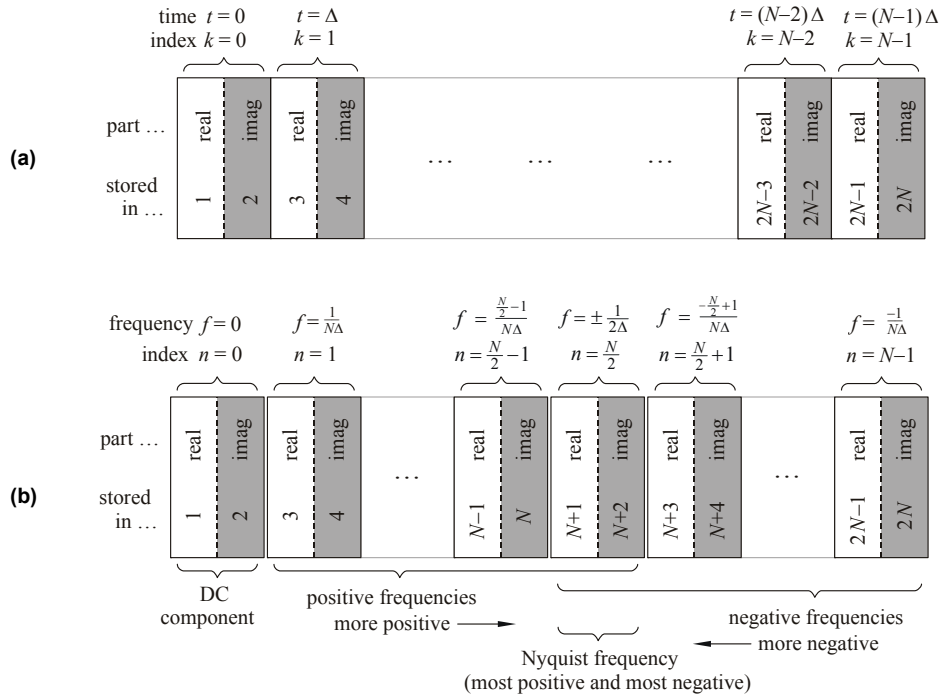 time t = 0 t = Δ t = (N−2) Δ t = (N−1) Δ
index k = 0 k = 1 k = N−2 k = N−1
(a)
part … real imag real imag real imag real imag
… … …
stored in … 1 2 3 4 2N−3 2N−2 2N−1 2N
frequency f = 0 f = 1/NΔ f = (N/2 −1)/NΔ f = ± 1/2Δ f = (−N/2 +1)/NΔ f = −1/NΔ
index n = 0 n = 1 n = N/2 −1 n = N/2 n = N/2 +1 n = N−1
(b)
part … real imag real imag real imag real imag real imag real imag
… …
stored in … 1 2 3 4 N−1 N N+1 N+2 N+3 N+4 2N−1 2N
DC
component
positive frequencies
more positive
negative frequencies
more negative
Nyquist frequency
(most positive and most negative)